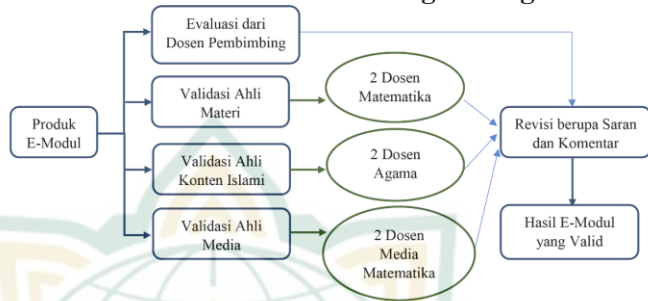 Evaluasi dari
Dosen Pembimbing
Validasi Ahli
Materi
2 Dosen
Matematika
Produk
E-Modul
Revisi berupa Saran
dan Komentar
Validasi Ahli
Konten Islami
2 Dosen
Agama
Validasi Ahli
Media
2 Dosen
Media
Matematika
Hasil E-Modul
yang Valid